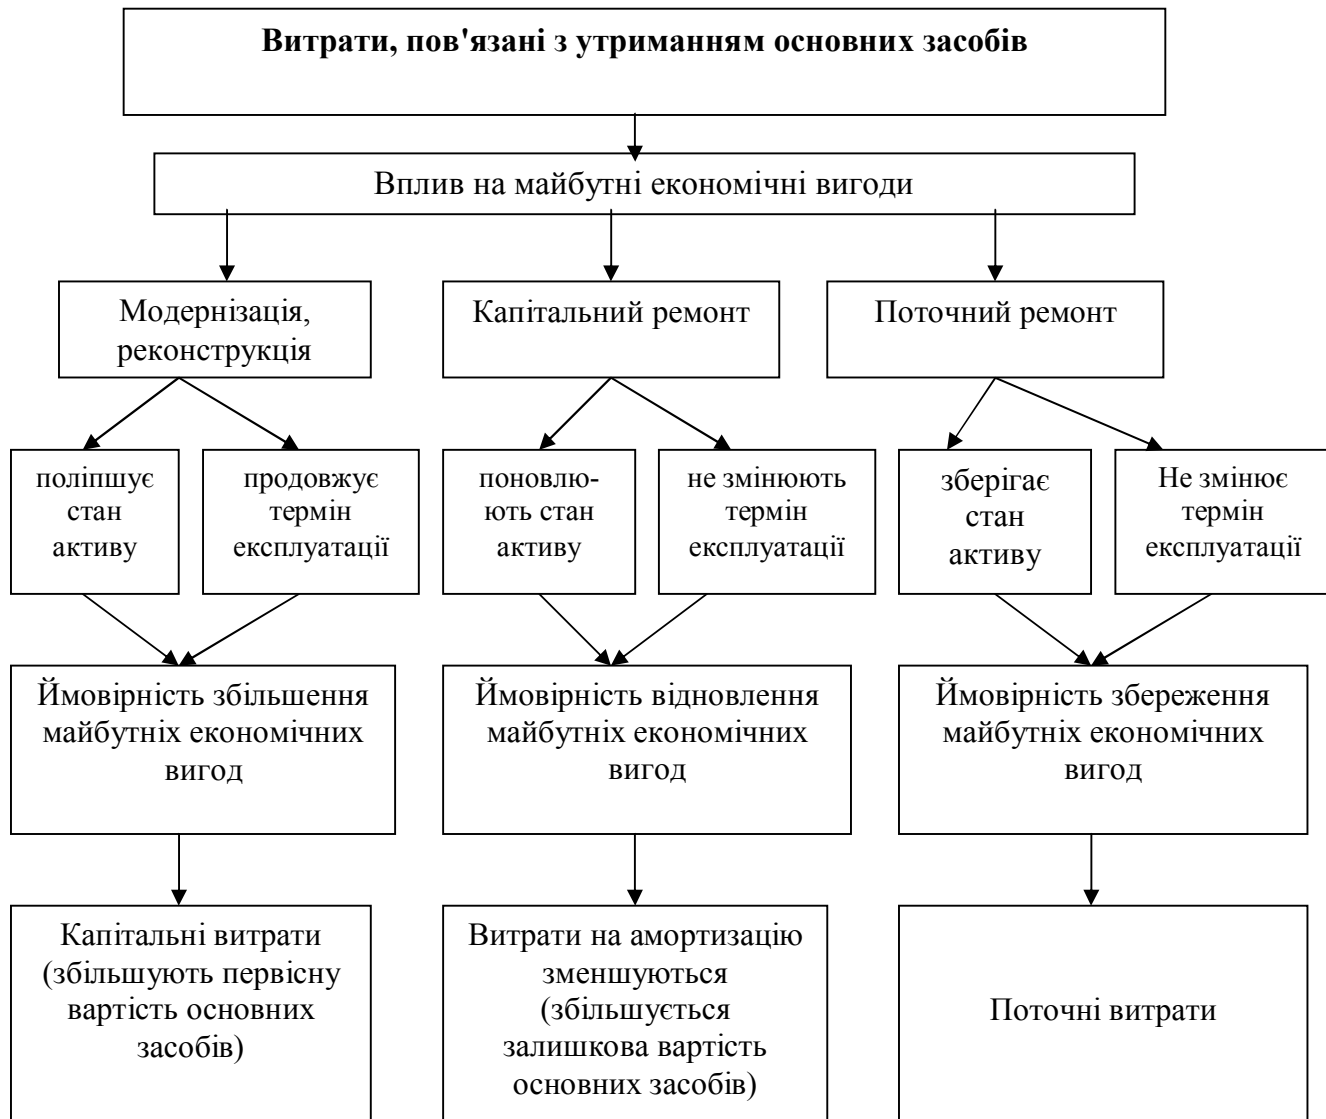 Витрати, пов'язані з утриманням основних засобів
Вплив на майбутні економічні вигоди
Модернізація,
реконструкція
Капітальний ремонт
Поточний ремонт
поліпшує
стан
активу
продовжує
термін
експлуатації
поновлю-
ють стан
активу
не змінюють
термін
експлуатації
зберігає
стан
активу
Не змінює
термін
експлуатації
Ймовірність збільшення
майбутніх економічних
вигод
Ймовірність відновлення
майбутніх економічних
вигод
Ймовірність збереження
майбутніх економічних
вигод
Капітальні витрати
(збільшують первісну
вартість основних
засобів)
Витрати на амортизацію
зменшуються
(збільшується
залишкова вартість
основних засобів)
Поточні витрати